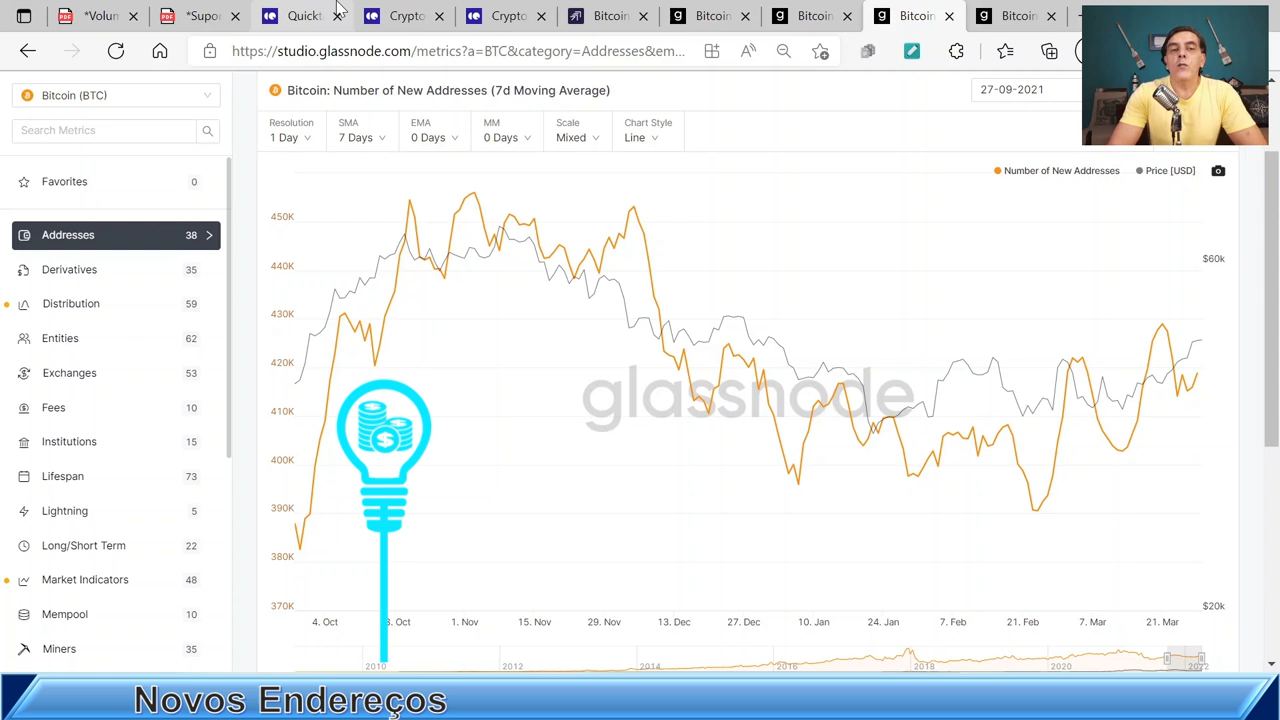 *Volun
*Supo
Quickt
Crypto
Crypto
Bitcoin
Bitcoin
Bitcoin
Bitcoin
Bitcoin
https://studio.glassnode.com/metrics?a=BTC&category=Addresses&em...
Bitcoin (BTC)
Search Metrics
Favorites 0
Addresses 38
Derivatives 35
Distribution 59
Entities 62
Exchanges 53
Fees 10
Institutions 15
Lifespan 73
Lightning 5
Long/Short Term 22
Market Indicators 48
Mempool 10
Miners 35
Bitcoin: Number of New Addresses (7d Moving Average)
27-09-2021
Resolution SMA EMA MM Scale Chart Style
1 Day 7 Days 0 Days 0 Days Mixed Line
Number of New Addresses Price [USD]
450K
440K $60k
430K
420K
glassnode
410K
400K
390K
380K
370K $20k
4. Oct 8. Oct 1. Nov 15. Nov 29. Nov 13. Dec 27. Dec 10. Jan 24. Jan 7. Feb 21. Feb 7. Mar 21. Mar
2010 2012 2014 2016 2018 2020 2022
Novos Endereços